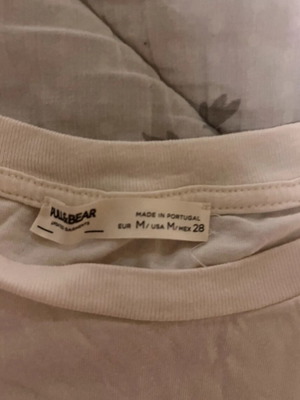 PULL&BEAR
MADE IN PORTUGAL
EUR M / USA M / MEX 28